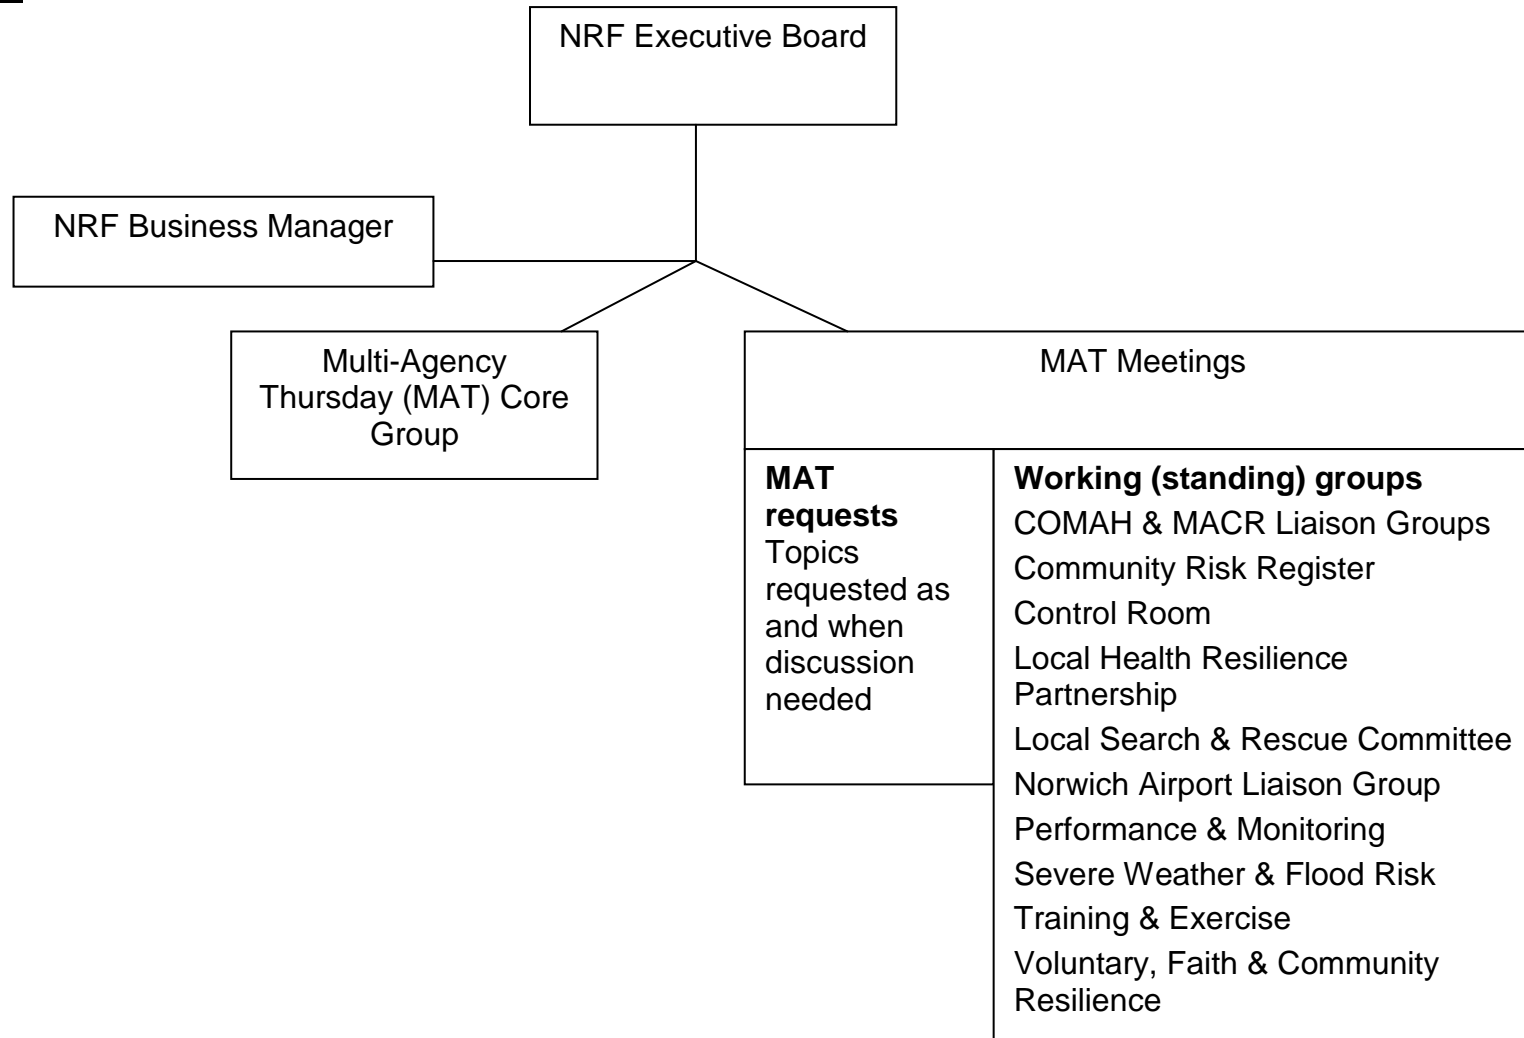 NRF Executive Board
NRF Business Manager
Multi-Agency
Thursday (MAT) Core
Group
MAT Meetings
MAT
requests
Topics
requested as
and when
discussion
needed
Working (standing) groups
COMAH & MACR Liaison Groups
Community Risk Register
Control Room
Local Health Resilience
Partnership
Local Search & Rescue Committee
Norwich Airport Liaison Group
Performance & Monitoring
Severe Weather & Flood Risk
Training & Exercise
Voluntary, Faith & Community
Resilience